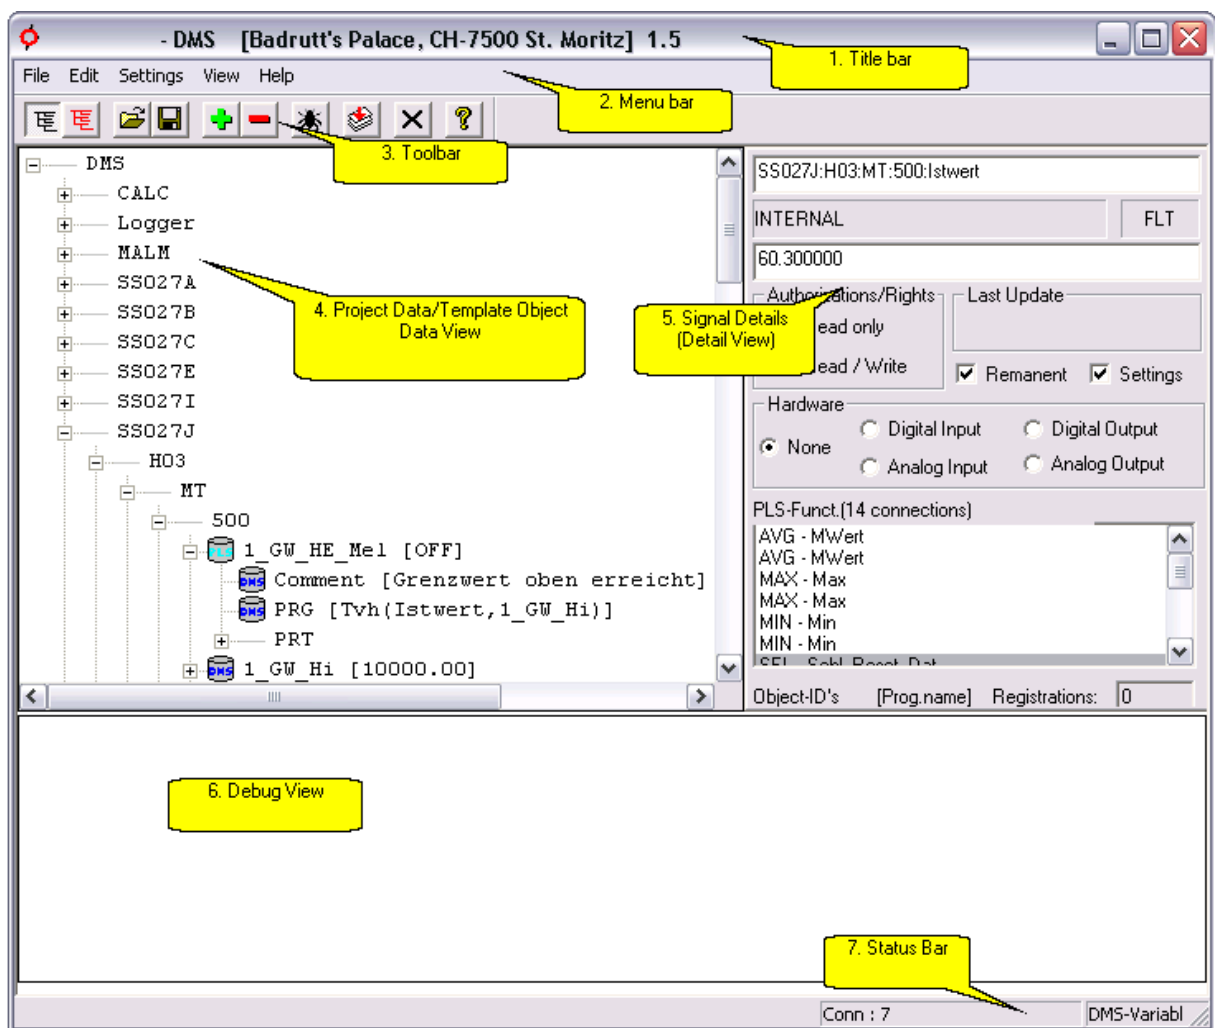 - DMS [Badrutt's Palace, CH-7500 St. Moritz] 1.5
1. Title bar
File Edit Settings View Help
2. Menu bar
3. Toolbar
DMS
CALC
Logger
MALM
SS027A
SS027B
SS027C
SS027E
SS027I
SS027J
H03
MT
500
PLS 1_GW_HE_Mel [OFF]
DMS Comment [Grenzwert oben erreicht]
DMS PRG [Tvh(Istwert,1_GW_Hi)]
PRT
DMS 1_GW_Hi [10000.00]
4. Project Data/Template Object
Data View
SS027J:H03:MT:500:Istwert
INTERNAL FLT
60.300000
Authorizations/Rights Last Update
5. Signal Details
(Detail View)
ead only
ead / Write
Remanent Settings
Hardware
None
Digital Input Digital Output
Analog Input Analog Output
PLS-Funct.(14 connections)
AVG - MWert
AVG - MWert
MAX - Max
MAX - Max
MIN - Min
MIN - Min
Object-ID's [Prog.name] Registrations: 0
6. Debug View
7. Status Bar
Conn : 7 DMS-Variabl